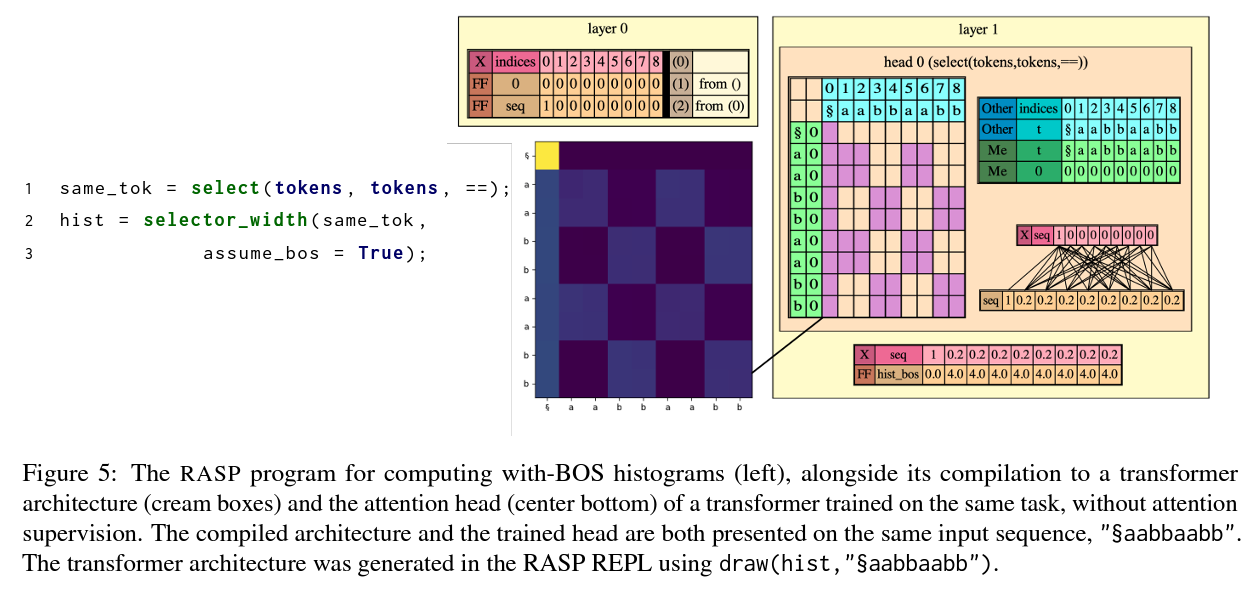 layer 0
X indices 0 1 2 3 4 5 6 7 8 (0)
FF 0 0 0 0 0 0 0 0 0 0 (1) from ()
FF seq 1 0 0 0 0 0 0 0 0 (2) from (0)
1 same_tok = select(tokens, tokens, ==);
2 hist = selector_width(same_tok,
3 assume_bos = True);
§
a
a
b
b
a
a
b
b
§ a a b b a a b b
layer 1
head 0 (select(tokens,tokens,==))
0 1 2 3 4 5 6 7 8
§ a a b b a a b b
§ 0
a 0
a 0
b 0
b 0
a 0
a 0
b 0
b 0
Other indices 0 1 2 3 4 5 6 7 8
Other t § a a b b a a b b
Me t § a a b b a a b b
Me 0 0 0 0 0 0 0 0 0 0
X seq 1 0 0 0 0 0 0 0 0
seq 1 0.2 0.2 0.2 0.2 0.2 0.2 0.2 0.2
X seq 1 0.2 0.2 0.2 0.2 0.2 0.2 0.2 0.2
FF hist_bos 0.0 4.0 4.0 4.0 4.0 4.0 4.0 4.0 4.0
Figure 5: The RASP program for computing with-BOS histograms (left), alongside its compilation to a transformer
architecture (cream boxes) and the attention head (center bottom) of a transformer trained on the same task, without attention
supervision. The compiled architecture and the trained head are both presented on the same input sequence, "§aabbaabb".
The transformer architecture was generated in the RASP REPL using draw(hist,"§aabbaabb").